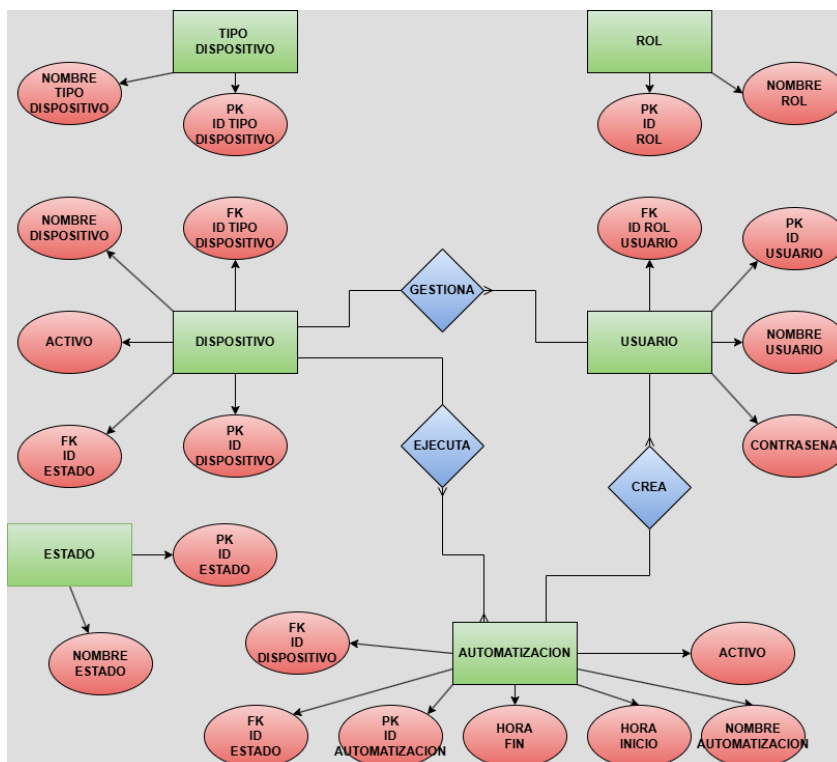 TIPO
DISPOSITIVO
ROL
NOMBRE
TIPO
DISPOSITIVO
PK
ID TIPO
DISPOSITIVO
PK
ID
ROL
NOMBRE
ROL
NOMBRE
DISPOSITIVO
FK
ID TIPO
DISPOSITIVO
FK
ID ROL
USUARIO
PK
ID
USUARIO
GESTIONA
ACTIVO
DISPOSITIVO
USUARIO
NOMBRE
USUARIO
FK
ID
ESTADO
PK
ID
DISPOSITIVO
EJECUTA
CONTRASENA
CREA
ESTADO
PK
ID
ESTADO
NOMBRE
ESTADO
FK
ID
DISPOSITIVO
AUTOMATIZACION
ACTIVO
FK
ID
ESTADO
PK
ID
AUTOMATIZACION
HORA
FIN
HORA
INICIO
NOMBRE
AUTOMATIZACION